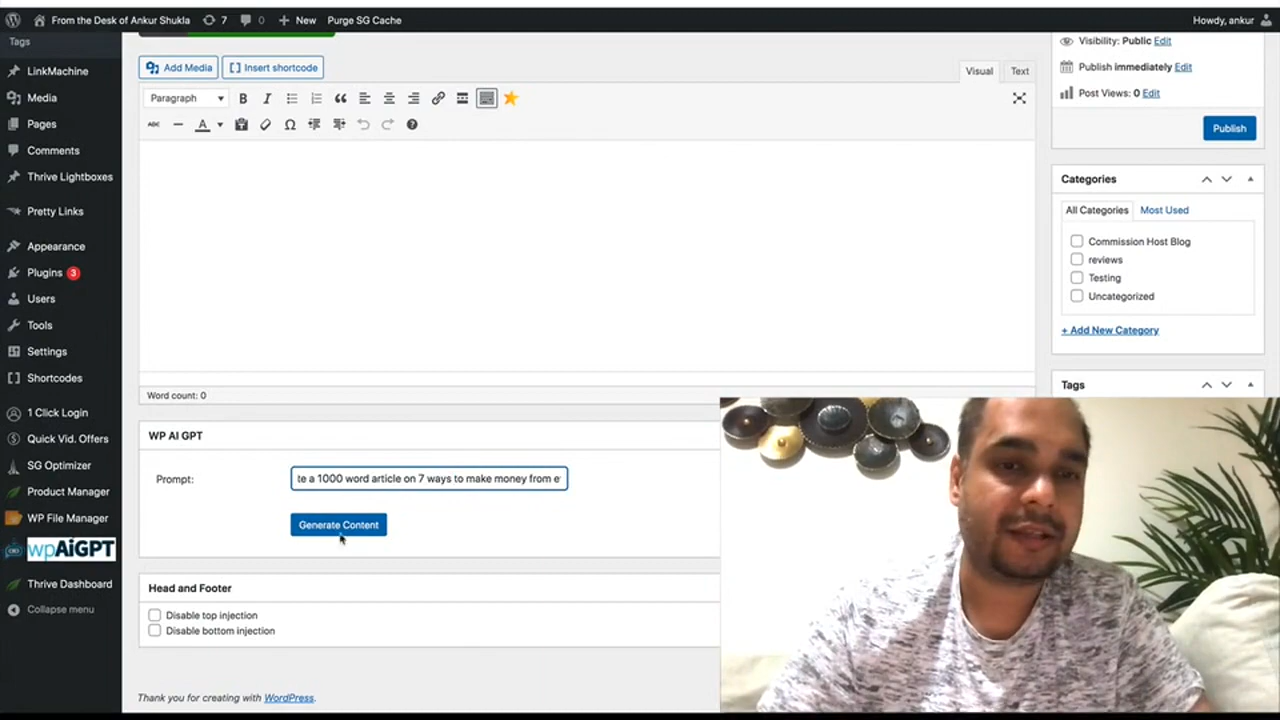 From the Desk of Ankur Shukla 7 0 + New Purge SG Cache Howdy, ankur
Tags
LinkMachine
Media
Pages
Comments
Thrive Lightboxes
Pretty Links
Appearance
Plugins 3
Users
Tools
Settings
Shortcodes
1 Click Login
Quick Vid. Offers
SG Optimizer
Product Manager
WP File Manager
wpAiGPT
Thrive Dashboard
Collapse menu
Add Media [ ] Insert shortcode
Visual Text
Paragraph B I
ABC A Ω
Word count: 0
WP AI GPT
Prompt: te a 1000 word article on 7 ways to make money from e
Generate Content
Head and Footer
Disable top injection
Disable bottom injection
Thank you for creating with WordPress.
Visibility: Public Edit
Publish immediately Edit
Post Views: 0 Edit
Publish
Categories
All Categories Most Used
Commission Host Blog
reviews
Testing
Uncategorized
+ Add New Category
Tags